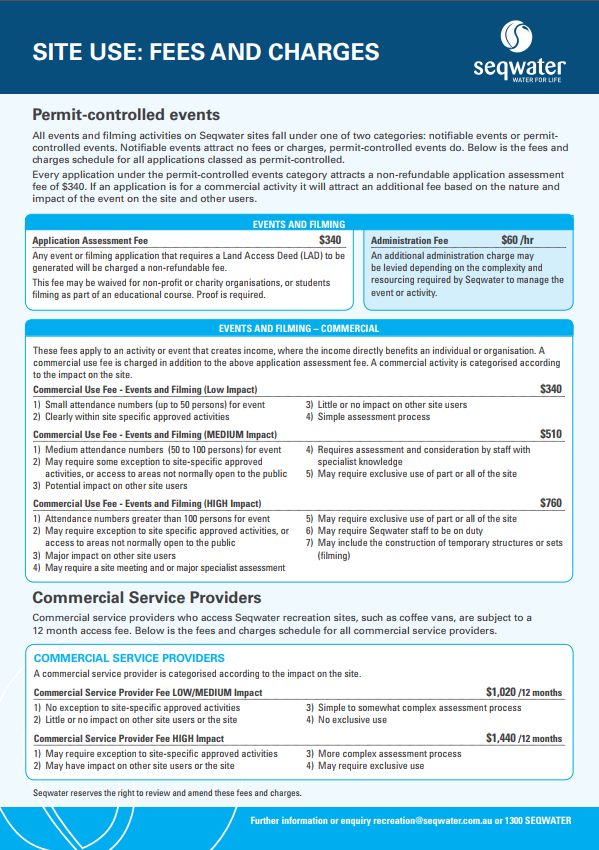 SITE USE: FEES AND CHARGES
seqwater
WATER FOR LIFE
Permit-controlled events
All events and filming activities on Seqwater sites fall under one of two categories: notifiable events or permit-
controlled events. Notifiable events attract no fees or charges, permit-controlled events do. Below is the fees and
charges schedule for all applications classed as permit-controlled.
Every application under the permit-controlled events category attracts a non-refundable application assessment
fee of $340. If an application is for a commercial activity it will attract an additional fee based on the nature and
impact of the event on the site and other users.
EVENTS AND FILMING
Application Assessment Fee $340
Any event or filming application that requires a Land Access Deed (LAD) to be
generated will be charged a non-refundable fee.
This fee may be waived for non-profit or charity organisations, or students
filming as part of an educational course. Proof is required.
Administration Fee $60 /hr
An additional administration charge may
be levied depending on the complexity and
resourcing required by Seqwater to manage the
event or activity.
EVENTS AND FILMING – COMMERCIAL
These fees apply to an activity or event that creates income, where the income directly benefits an individual or organisation. A
commercial use fee is charged in addition to the above application assessment fee. A commercial activity is categorised according
to the impact on the site.
Commercial Use Fee - Events and Filming (Low Impact) $340
1) Small attendance numbers (up to 50 persons) for event
2) Clearly within site specific approved activities
3) Little or no impact on other site users
4) Simple assessment process
Commercial Use Fee - Events and Filming (MEDIUM Impact) $510
1) Medium attendance numbers (50 to 100 persons) for event
2) May require some exception to site-specific approved
activities, or access to areas not normally open to the public
3) Potential impact on other site users
4) Requires assessment and consideration by staff with
specialist knowledge
5) May require exclusive use of part or all of the site
Commercial Use Fee - Events and Filming (HIGH Impact) $760
1) Attendance numbers greater than 100 persons for event
2) May require exception to site specific approved activities, or
access to areas not normally open to the public
3) Major impact on other site users
4) May require a site meeting and or major specialist assessment
5) May require exclusive use of part or all of the site
6) May require Seqwater staff to be on duty
7) May include the construction of temporary structures or sets
(filming)
Commercial Service Providers
Commercial service providers who access Seqwater recreation sites, such as coffee vans, are subject to a
12 month access fee. Below is the fees and charges schedule for all commercial service providers.
COMMERCIAL SERVICE PROVIDERS
A commercial service provider is categorised according to the impact on the site.
Commercial Service Provider Fee LOW/MEDIUM Impact $1,020 /12 months
1) No exception to site-specific approved activities
2) Little or no impact on other site users or the site
3) Simple to somewhat complex assessment process
4) No exclusive use
Commercial Service Provider Fee HIGH Impact $1,440 /12 months
1) May require exception to site-specific approved activities
2) May have impact on other site users or the site
3) More complex assessment process
4) May require exclusive use
Seqwater reserves the right to review and amend these fees and charges.
Further information or enquiry recreation@seqwater.com.au or 1300 SEQWATER